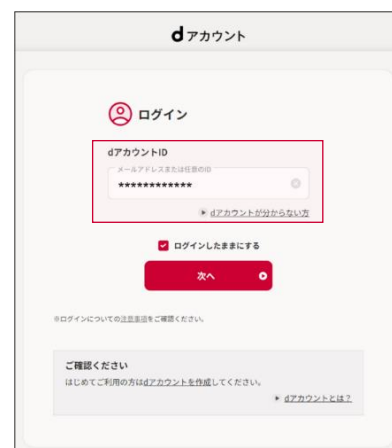 dアカウント
ログイン
dアカウントID
メールアドレスまたは任意のID
************
dアカウントが分からない方
ログインしたままにする
次へ
※ログインについての注意事項をご確認ください。
ご確認ください
はじめてご利用の方はdアカウントを作成してください。
dアカウントとは？